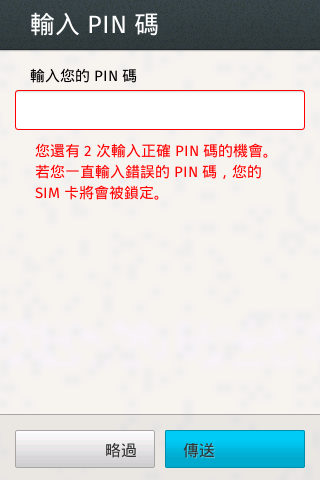 輸入 PIN 碼
輸入您的 PIN 碼
您還有 2 次輸入正確 PIN 碼的機會。
若您一直輸入錯誤的 PIN 碼，您的
SIM 卡將會被鎖定。
略過
傳送